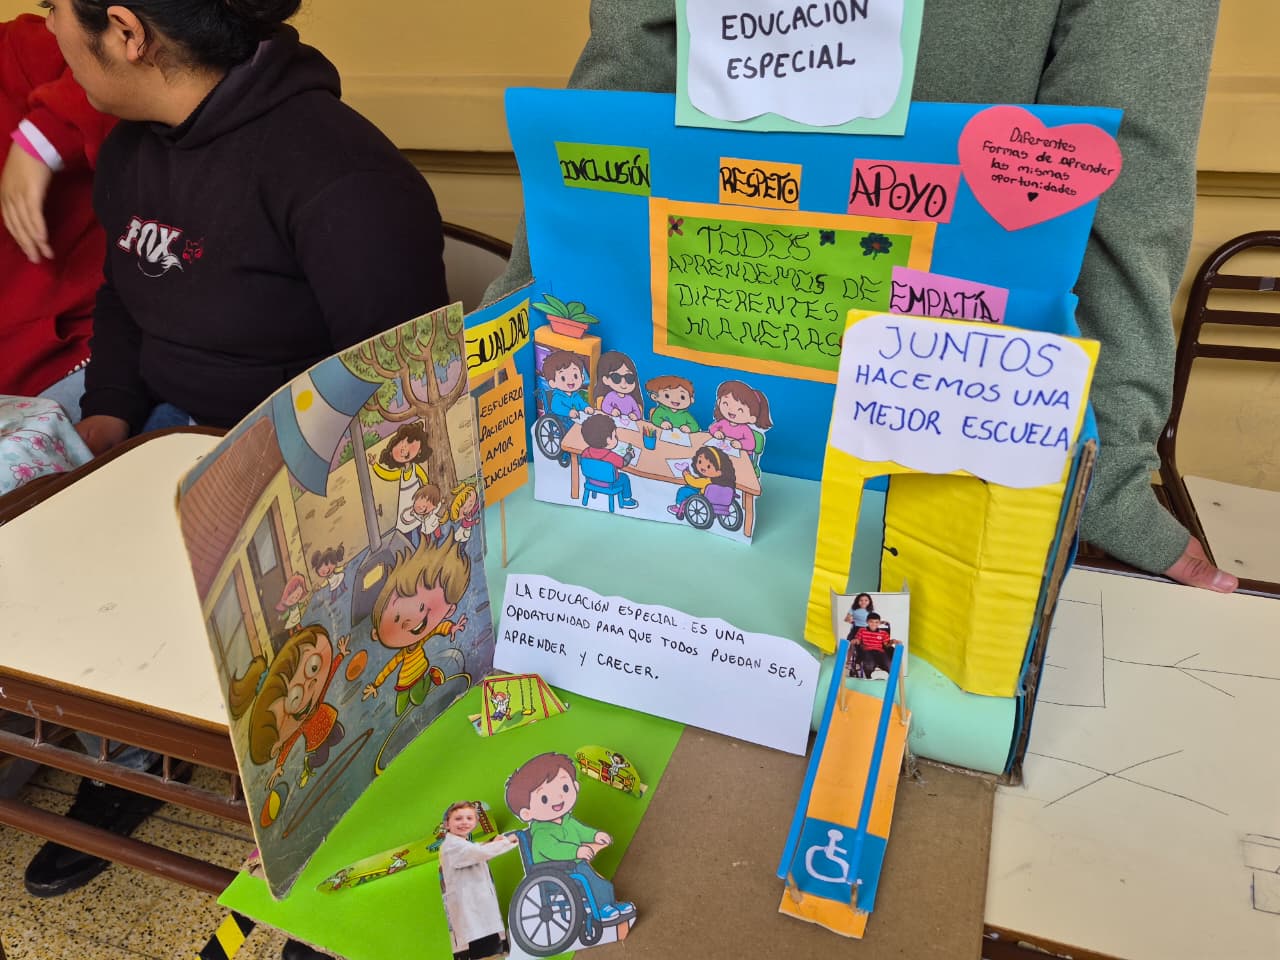 EDUCACIÓN
ESPECIAL
INCLUSIÓN
RESPETO
APOYO
Diferentes
Formas de aprender
las mismas
oportunidades
TODOS
APRENDEMOS DE
DIFERENTES
MANERAS
EMPATÍA
JUNTOS
HACEMOS UNA
MEJOR ESCUELA
GUALDAD
ESFUERZO
PACIENCIA
AMOR
INCLUSIÓN
LA EDUCACIÓN ESPECIAL ES UNA
OPORTUNIDAD PARA QUE TODOS PUEDAN SER,
APRENDER Y CRECER.
FOX